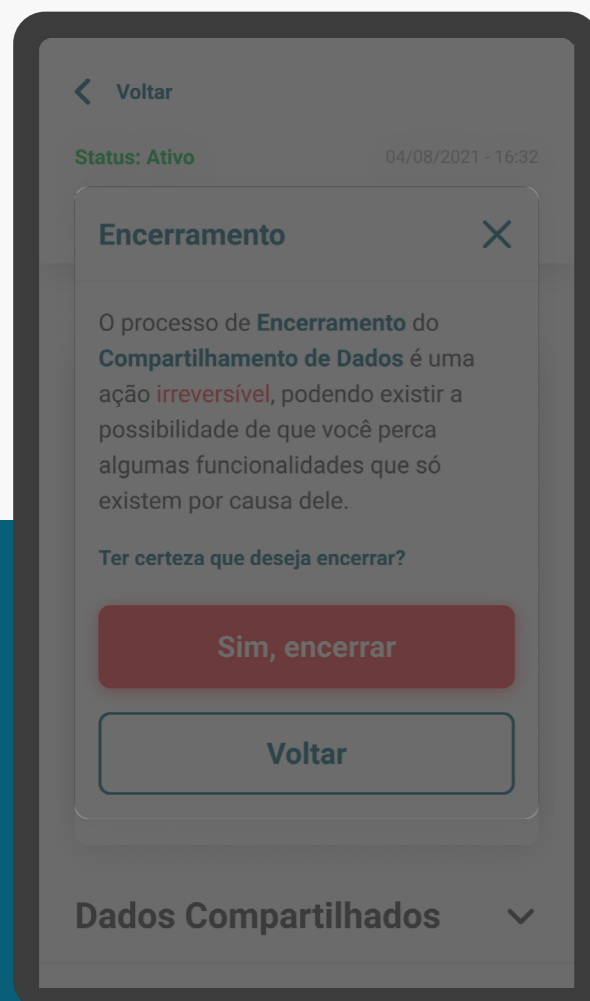 Voltar
Status: Ativo
04/08/2021 - 16:32
Encerramento
O processo de Encerramento do
Compartilhamento de Dados é uma
ação irreversível, podendo existir a
possibilidade de que você perca
algumas funcionalidades que só
existem por causa dele.
Ter certeza que deseja encerrar?
Sim, encerrar
Voltar
Dados Compartilhados